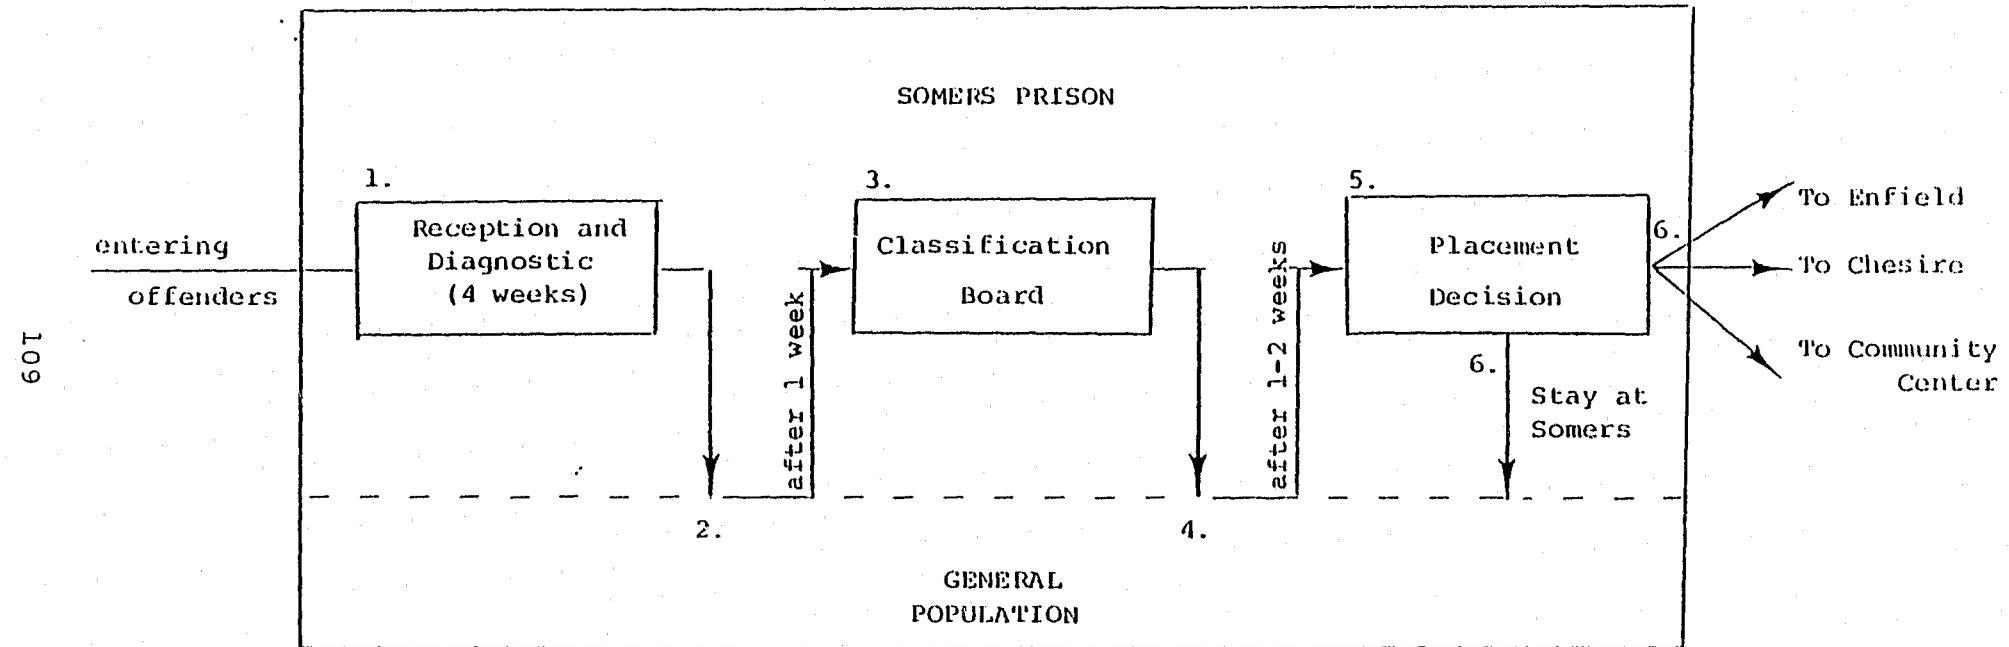 SOMERS PRISON
1.
Reception and
Diagnostic
(4 weeks)
entering
offenders
2.
after 1 week
3.
Classification
Board
4.
after 1-2 weeks
5.
Placement
Decision
6.
To Enfield
To Chesire
To Community
Center
6.
Stay at
Somers
GENERAL
POPULATION
109